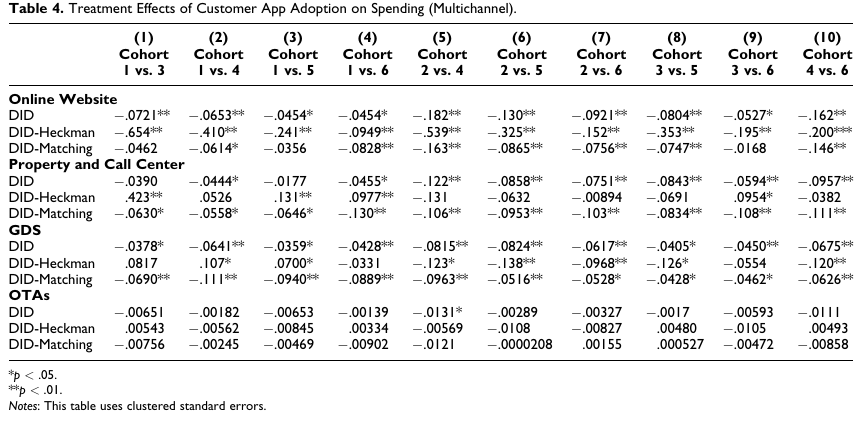 Table 4. Treatment Effects of Customer App Adoption on Spending (Multichannel).
(1) (2) (3) (4) (5) (6) (7) (8) (9) (10)
Cohort Cohort Cohort Cohort Cohort Cohort Cohort Cohort Cohort Cohort
1 vs. 3 1 vs. 4 1 vs. 5 1 vs. 6 2 vs. 4 2 vs. 5 2 vs. 6 3 vs. 5 3 vs. 6 4 vs. 6
Online Website
DID −.0721** −.0653** −.0454* −.0454* −.182** −.130** −.0921** −.0804** −.0527* −.162**
DID-Heckman −.654** −.410** −.241** −.0949** −.539** −.325** −.152** −.353** −.195** −.200***
DID-Matching −.0462 −.0614* −.0356 −.0828** −.163** −.0865** −.0756** −.0747** −.0168 −.146**
Property and Call Center
DID −.0390 −.0444* −.0177 −.0455* −.122** −.0858** −.0751** −.0843** −.0594** −.0957**
DID-Heckman .423** .0526 .131** .0977** −.131 −.0632 −.00894 −.0691 .0954* −.0382
DID-Matching −.0630* −.0558* −.0646* −.130** −.106** −.0953** −.103** −.0834** −.108** −.111**
GDS
DID −.0378* −.0641** −.0359* −.0428** −.0815** −.0824** −.0617** −.0405* −.0450** −.0675**
DID-Heckman .0817 .107* .0700* −.0331 −.123* −.138** −.0968** −.126* −.0554 −.120**
DID-Matching −.0690** −.111** −.0940** −.0889** −.0963** −.0516** −.0528* −.0428* −.0462* −.0626**
OTAs
DID −.00651 −.00182 −.00653 −.00139 −.0131* −.00289 −.00327 −.0017 −.00593 −.0111
DID-Heckman .00543 −.00562 −.00845 .00334 −.00569 −.0108 −.00827 .00480 −.0105 .00493
DID-Matching −.00756 −.00245 −.00469 −.00902 −.0121 −.0000208 .00155 .000527 −.00472 −.00858
*p < .05.
**p < .01.
Notes: This table uses clustered standard errors.